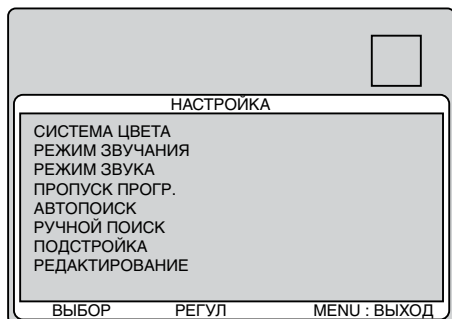 НАСТРОЙКА
СИСТЕМА ЦВЕТА
РЕЖИМ ЗВУЧАНИЯ
РЕЖИМ ЗВУКА
ПРОПУСК ПРОГР.
АВТОПОИСК
РУЧНОЙ ПОИСК
ПОДСТРОЙКА
РЕДАКТИРОВАНИЕ
ВЫБОР РЕГУЛ MENU : ВЫХОД